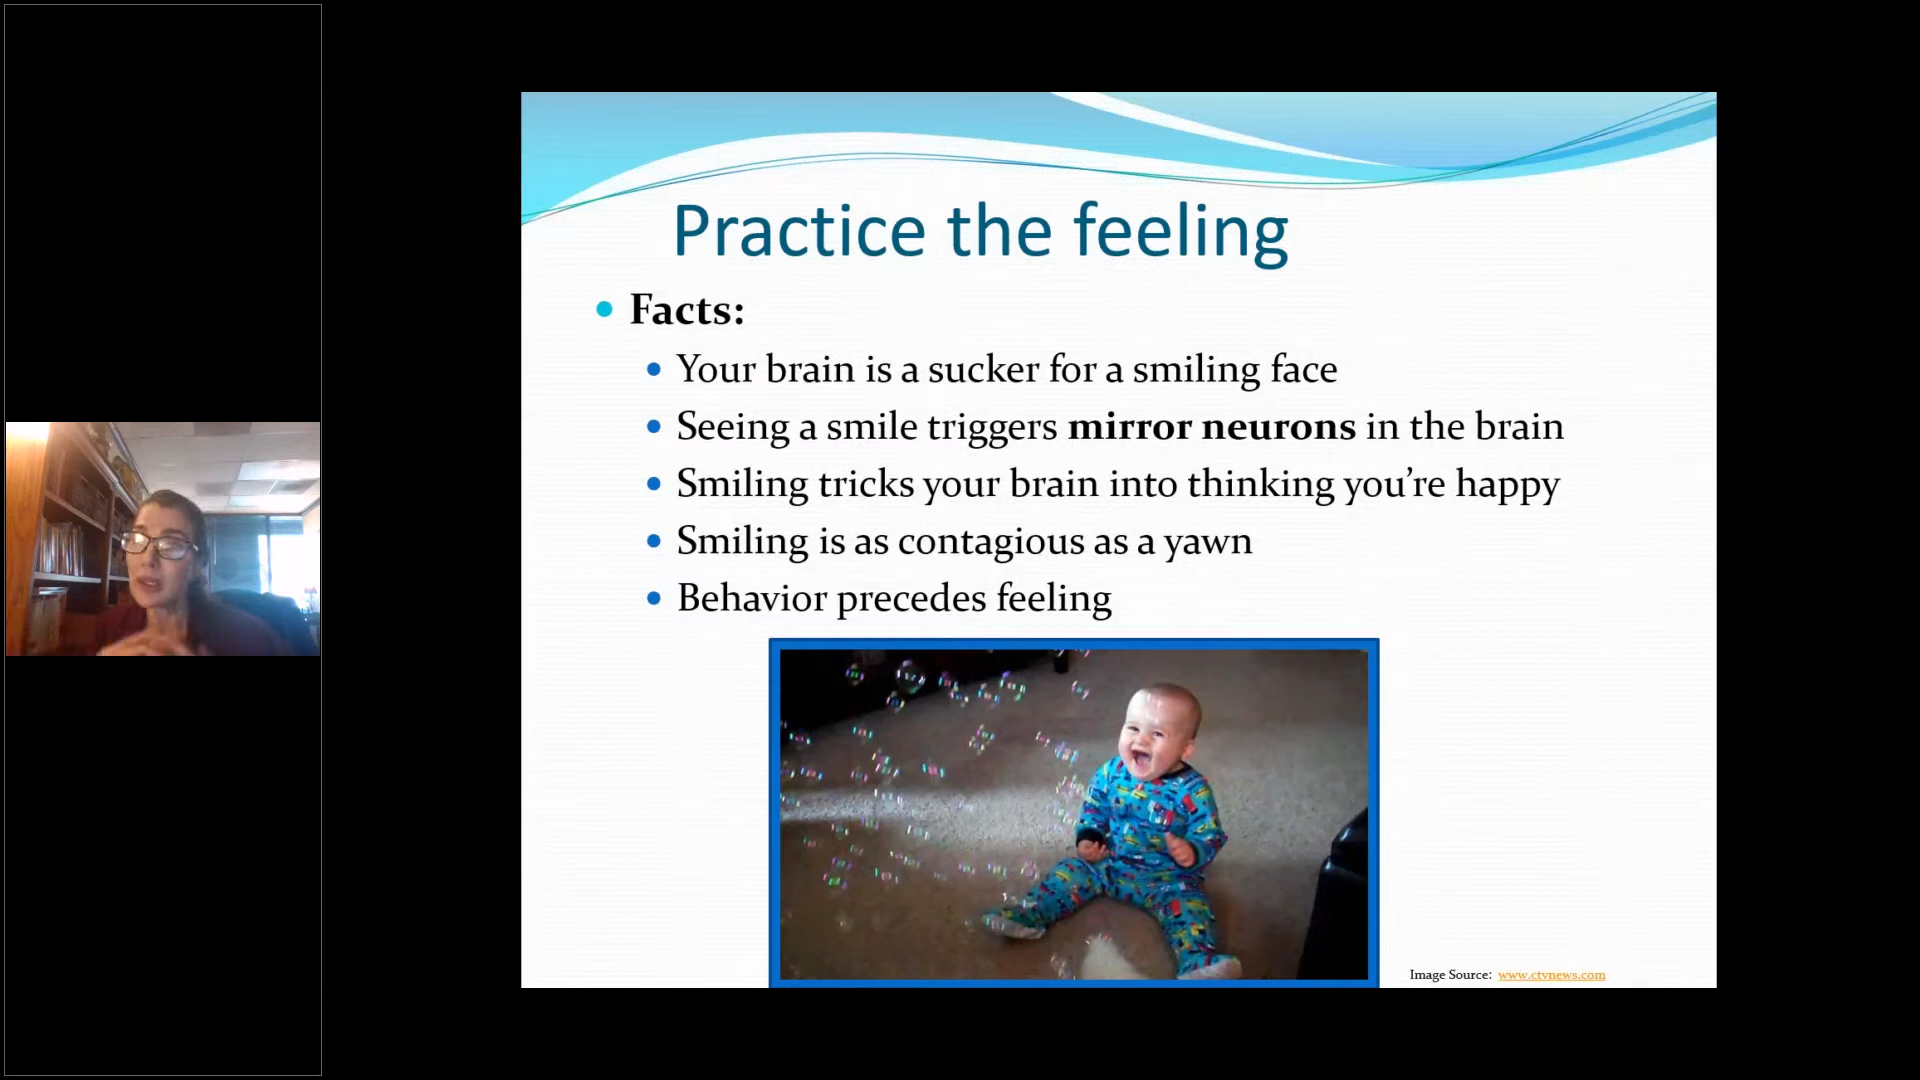 Practice the feeling
Facts:
Your brain is a sucker for a smiling face
Seeing a smile triggers mirror neurons in the brain
Smiling tricks your brain into thinking you’re happy
Smiling is as contagious as a yawn
Behavior precedes feeling
Image Source: www.ctvnews.com